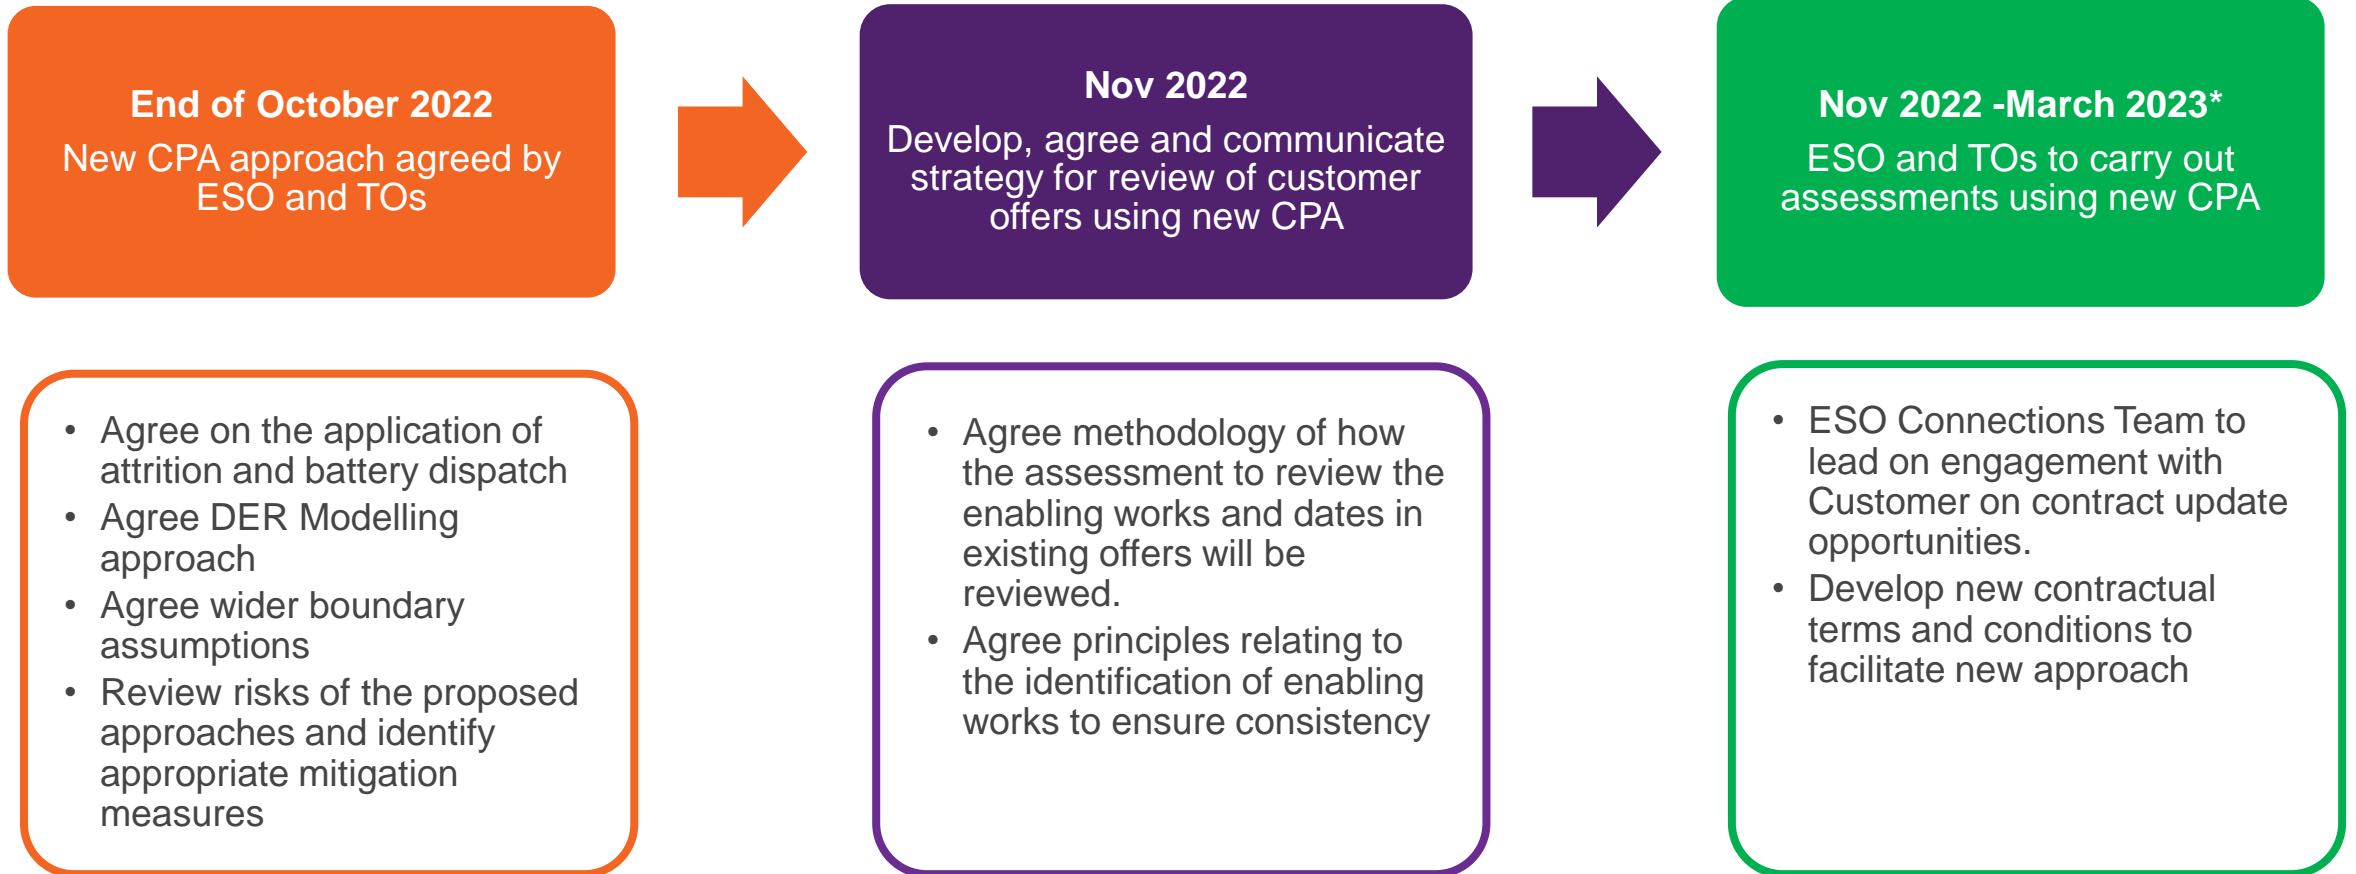 End of October 2022
New CPA approach agreed by
ESO and TOs
Nov 2022
Develop, agree and communicate
strategy for review of customer
offers using new CPA
Nov 2022 -March 2023*
ESO and TOs to carry out
assessments using new CPA
• Agree on the application of
attrition and battery dispatch
• Agree DER Modelling
approach
• Agree wider boundary
assumptions
• Review risks of the proposed
approaches and identify
appropriate mitigation
measures
• Agree methodology of how
the assessment to review the
enabling works and dates in
existing offers will be
reviewed.
• Agree principles relating to
the identification of enabling
works to ensure consistency
• ESO Connections Team to
lead on engagement with
Customer on contract update
opportunities.
• Develop new contractual
terms and conditions to
facilitate new approach